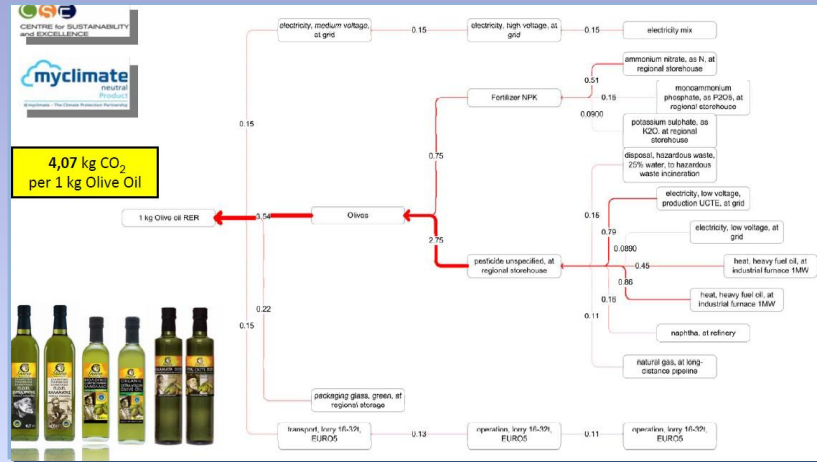 CSE
CENTRE for SUSTAINABILITY
and EXCELLENCE
myclimate
neutral
Product
myclimate - The Climate Protection Partnership
4,07 kg CO2
per 1 kg Olive Oil
electricity, medium voltage,
at grid
0.15
electricity, high voltage, at
grid
0.15
electricity mix
ammonium nitrate, as N, at
regional storehouse
0.51
Fortilizor NPK
0.16
monoammonium
phosphate, as P2O5, at
regional storehouse
0.0900
potassium sulphate, as
K2O, at regional
storehouse
0.15
0.75
disposal, hazardous waste,
25% water, to hazardous
waste incineration
0.16
electricity, low voltage,
production UCTE, at grid
0.79
1 kg Olive oil RER
3.54
Olivos
2.75
0.0890
electricity, low voltage, at
grid
pesticide unspecified, at
regional storehouse
0.45
heat, heavy fuel oil, at
industrial furnace 1MW
0.86
heat, heavy fuel oil, at
industrial furnace 1MW
0.16
0.22
0.15
0.11
naphtha, at refinery
natural gas, at long-
distance pipeline
packaging glass, green, at
regional storage
transport, lorry 16-32t,
EURO5
0.13
operation, lorry 16-32t,
EURO5
0.11
operation, lorry 16-32t,
EURO5